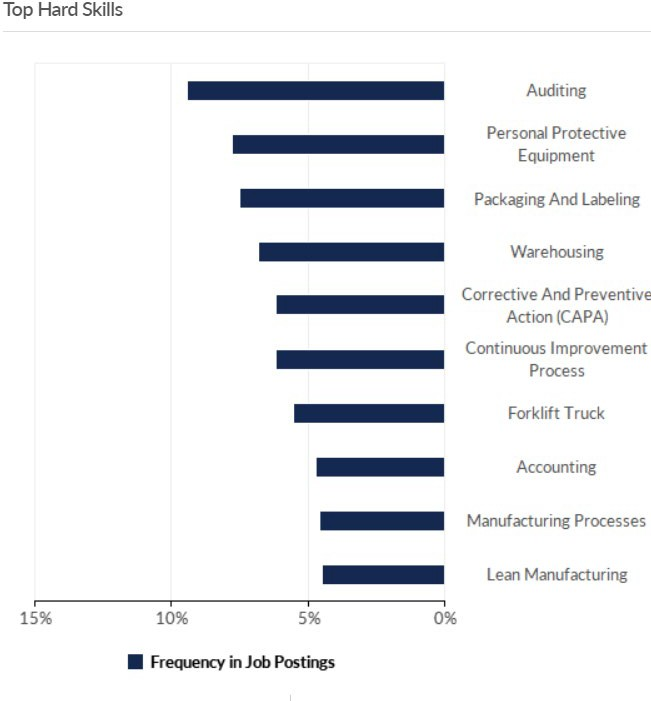 Top Hard Skills
Auditing
Personal Protective
Equipment
Packaging And Labeling
Warehousing
Corrective And Preventive
Action (CAPA)
Continuous Improvement
Process
Forklift Truck
Accounting
Manufacturing Processes
Lean Manufacturing
15% 10% 5% 0%
Frequency in Job Postings